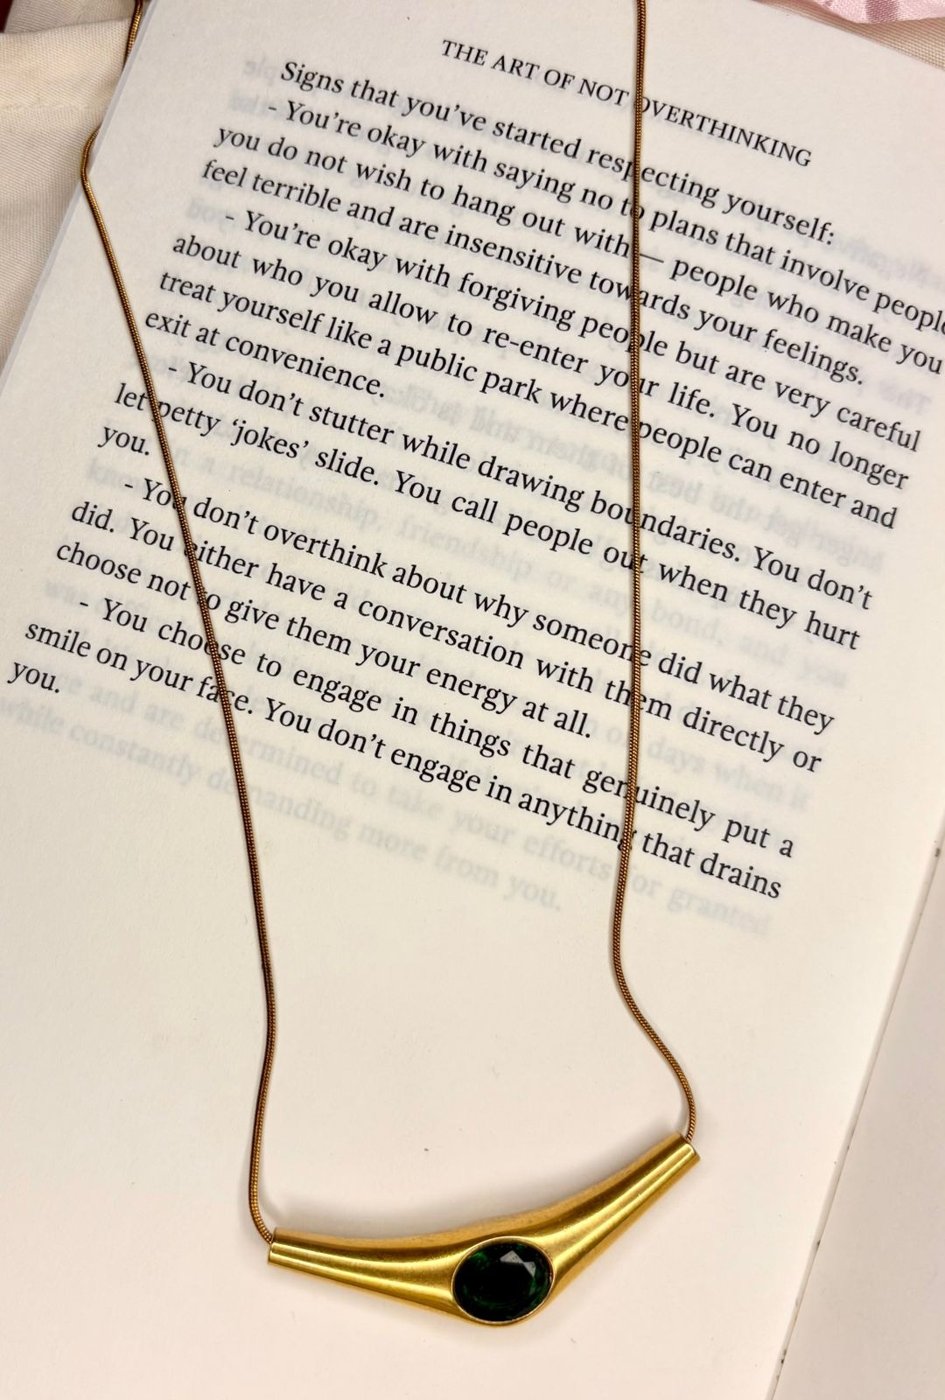 THE ART OF NOT OVERTHINKING
Signs that you've started respecting yourself:
- You're okay with saying no to plans that involve people
you do not wish to hang out with — people who make you
feel terrible and are insensitive towards your feelings.
- You're okay with forgiving people but are very careful
about who you allow to re-enter your life. You no longer
treat yourself like a public park where people can enter and
exit at convenience.
- You don't stutter while drawing boundaries. You don't
let petty ‘jokes’ slide. You call people out when they hurt
you.
- You don't overthink about why someone did what they
did. You either have a conversation with them directly or
choose not to give them your energy at all.
- You choose to engage in things that genuinely put a
smile on your face. You don't engage in anything that drains
you.